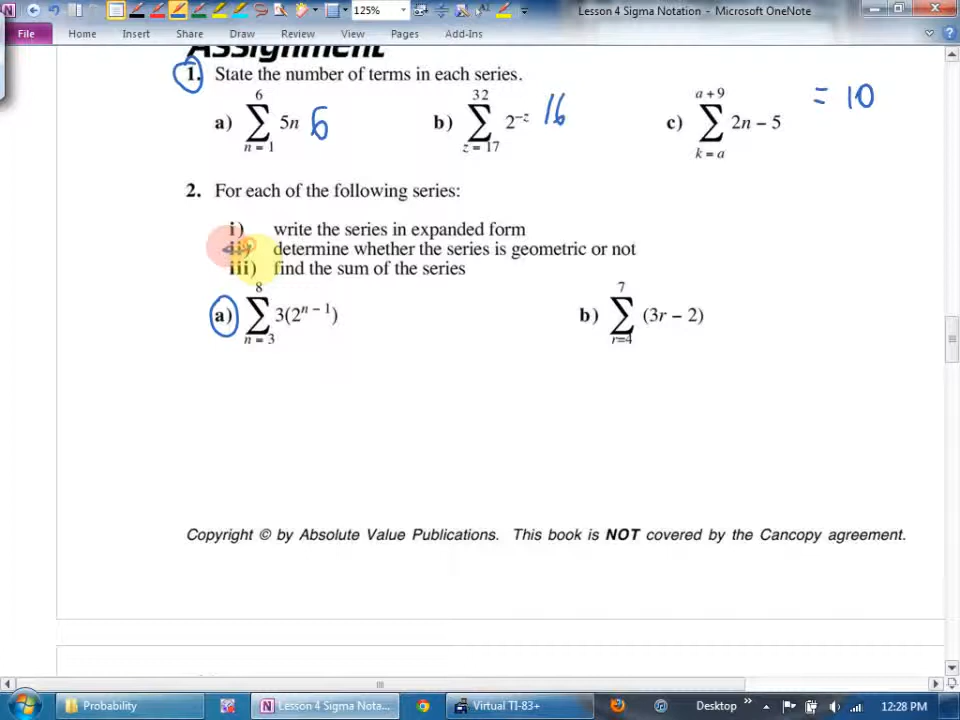 125% Lesson 4 Sigma Notation - Microsoft OneNote
File Home Insert Share Draw Review View Pages Add-Ins
Assignment
1. State the number of terms in each series.
a) 6 ∑ n = 1 5n 6 b) 32 ∑ z = 17 2^-z 16 c) a + 9 ∑ k = a 2n - 5 = 10
2. For each of the following series:
i) write the series in expanded form
ii) determine whether the series is geometric or not
iii) find the sum of the series
a) 8 ∑ n = 3 3(2^n - 1) b) 7 ∑ r=4 (3r - 2)
Copyright © by Absolute Value Publications. This book is NOT covered by the Cancopy agreement.
Probability Lesson 4 Sigma Nota... Virtual TI-83+ Desktop » 12:28 PM